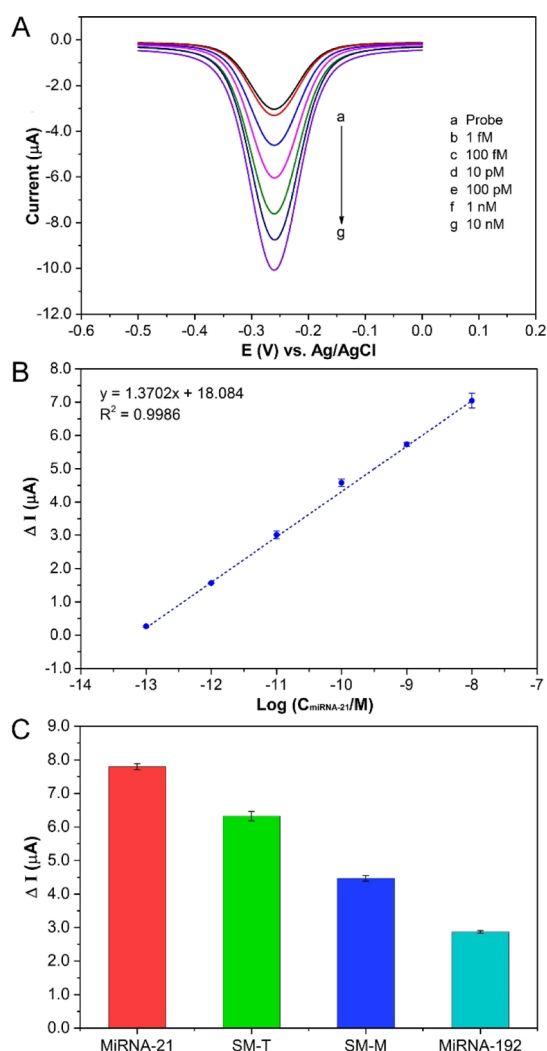 A
0.0
-2.0
-4.0
-6.0
-8.0
-10.0
-12.0
Current (μA)
a
g
a Probe
b 1 fM
c 100 fM
d 10 pM
e 100 pM
f 1 nM
g 10 nM
-0.6 -0.5 -0.4 -0.3 -0.2 -0.1 0.0 0.1 0.2
E (V) vs. Ag/AgCl
B
8.0
7.0
6.0
5.0
4.0
3.0
2.0
1.0
0.0
-1.0
Δ I (μA)
y = 1.3702x + 18.084
R² = 0.9986
-14 -13 -12 -11 -10 -9 -8 -7
Log (CmiRNA-21/M)
C
9.0
8.0
7.0
6.0
5.0
4.0
3.0
2.0
1.0
0.0
Δ I (μA)
MiRNA-21 SM-T SM-M MiRNA-192